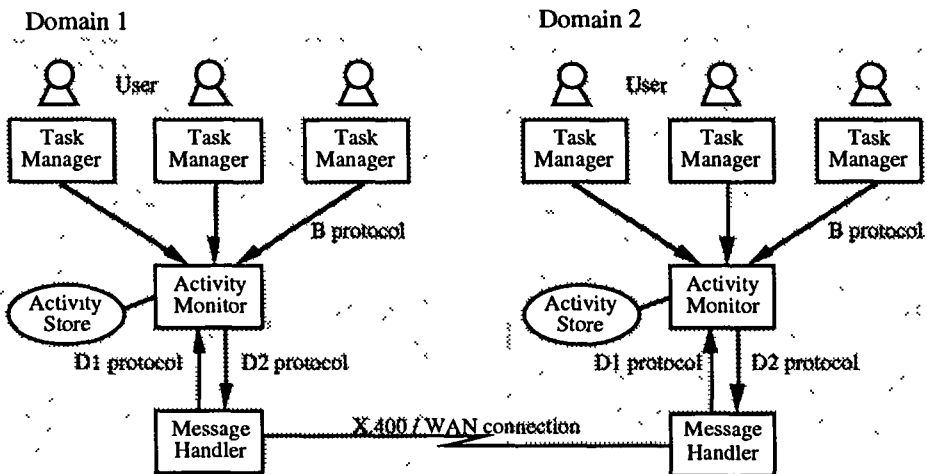 Domain 1
Domain 2
User
User
Task
Manager
Task
Manager
Task
Manager
Task
Manager
Task
Manager
Task
Manager
B protocol
B protocol
Activity
Monitor
Activity
Monitor
Activity
Store
Activity
Store
D1 protocol
D2 protocol
D1 protocol
D2 protocol
X.400 / WAN connection
Message
Handler
Message
Handler